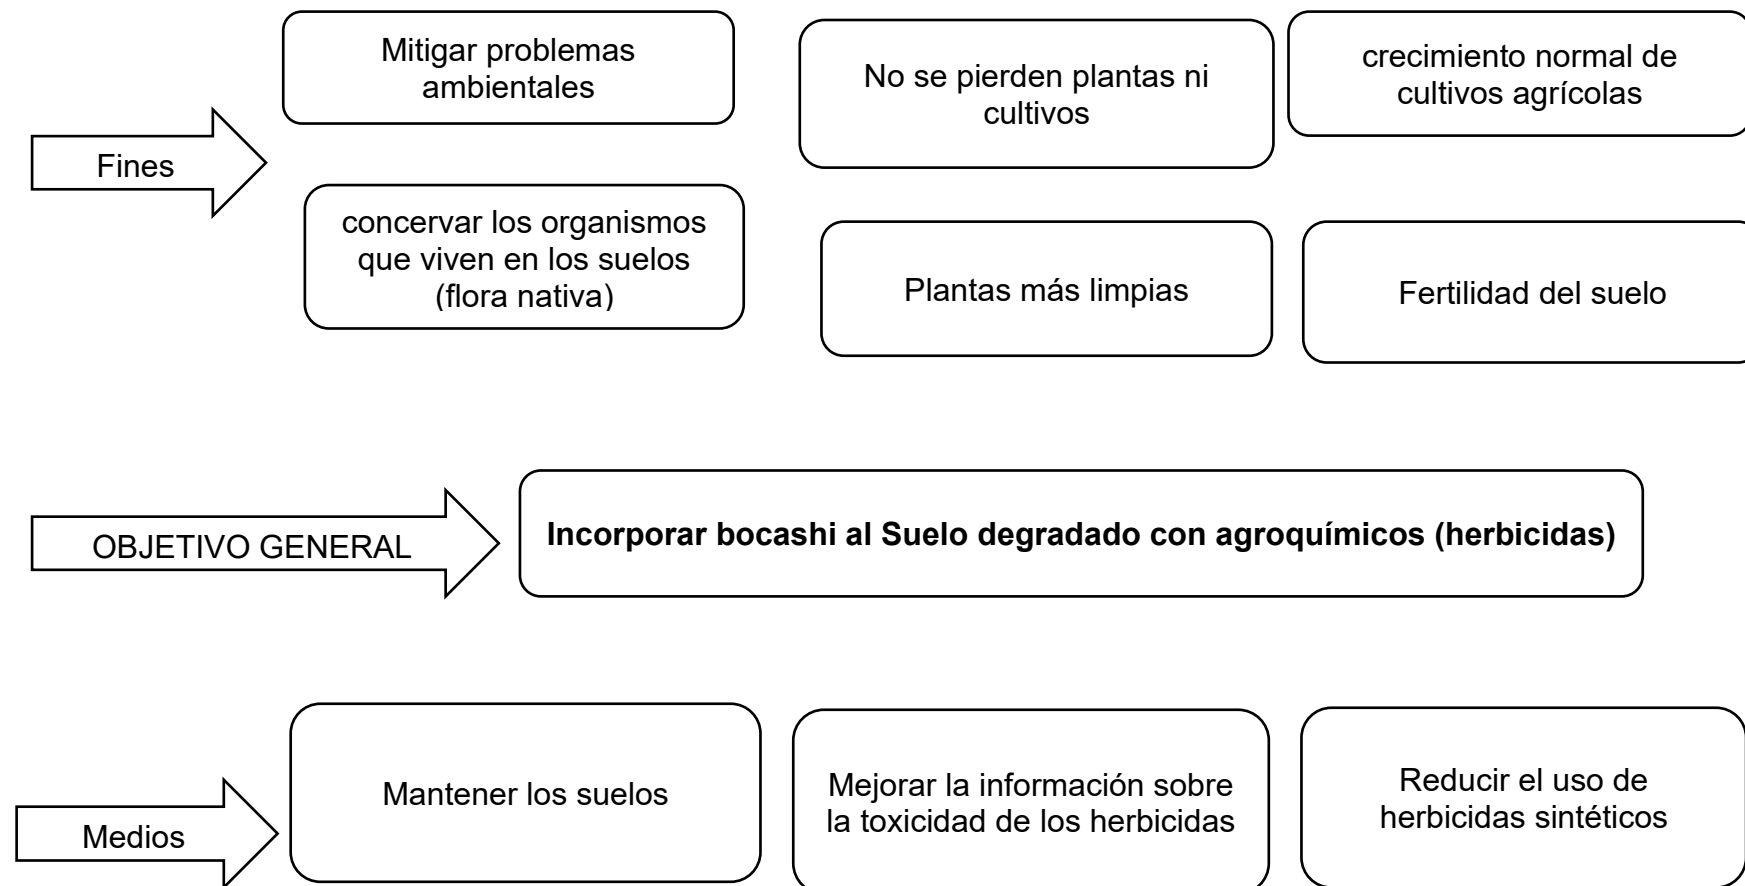 Mitigar problemas
ambientales
No se pierden plantas ni
cultivos
crecimiento normal de
cultivos agrícolas
Fines
concervar los organismos
que viven en los suelos
(flora nativa)
Plantas más limpias
Fertilidad del suelo
OBJETIVO GENERAL
Incorporar bocashi al Suelo degradado con agroquímicos (herbicidas)
Medios
Mantener los suelos
Mejorar la información sobre
la toxicidad de los herbicidas
Reducir el uso de
herbicidas sintéticos